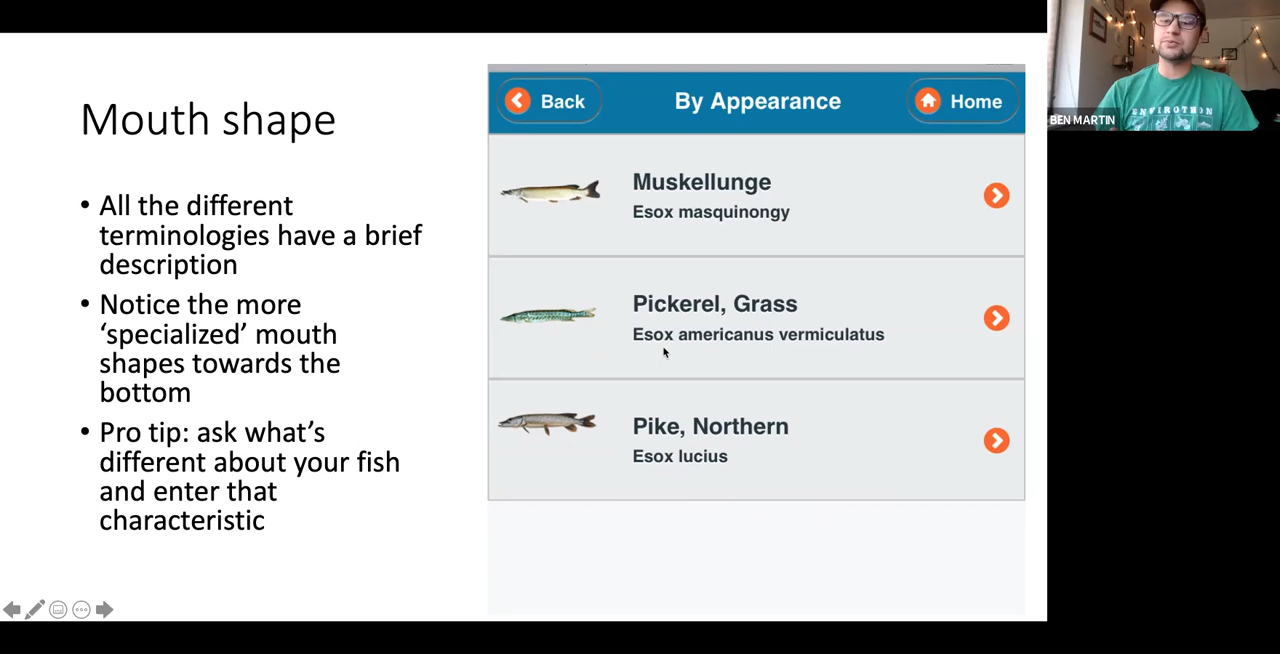 Mouth shape
• All the different
terminologies have a brief
description
• Notice the more
‘specialized’ mouth
shapes towards the
bottom
• Pro tip: ask what’s
different about your fish
and enter that
characteristic
Back
By Appearance
Home
Muskellunge
Esox masquinongy
Pickerel, Grass
Esox americanus vermiculatus
Pike, Northern
Esox lucius
ENVIROTHON
BEN MARTIN